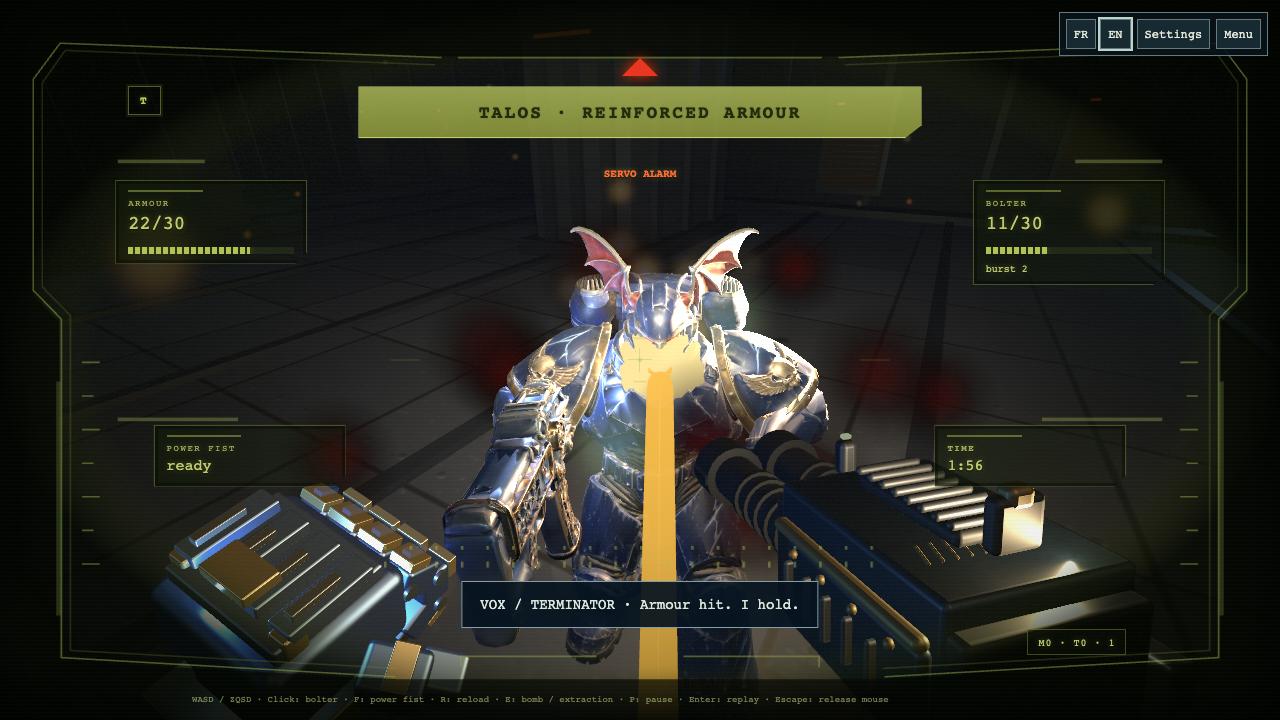 FR EN Settings Menu
T
TALOS · REINFORCED ARMOUR
SERVO ALARM
ARMOUR
22/30
BOLTER
11/30
burst 2
POWER FIST
ready
TIME
1:56
VOX / TERMINATOR · Armour hit. I hold.
M0 · T0 · 1
WASD / ZQSD · Click: bolter · F: power fist · R: reload · E: bomb / extraction · P: pause · Enter: replay · Escape: release mouse